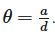 θ = a/d.